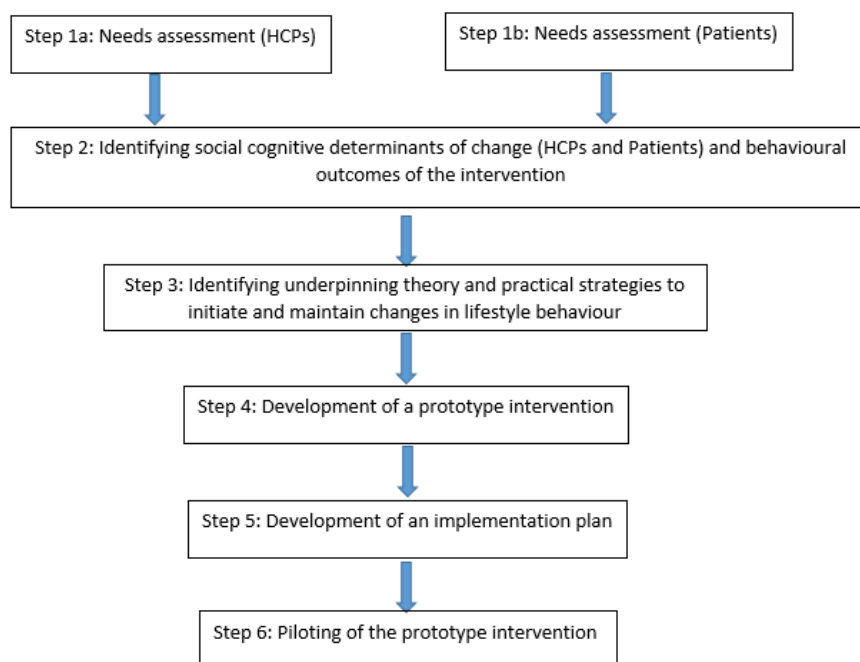 Step 1a: Needs assessment (HCPs)
Step 1b: Needs assessment (Patients)
Step 2: Identifying social cognitive determinants of change (HCPs and Patients) and behavioural
outcomes of the intervention
Step 3: Identifying underpinning theory and practical strategies to
initiate and maintain changes in lifestyle behaviour
Step 4: Development of a prototype intervention
Step 5: Development of an implementation plan
Step 6: Piloting of the prototype intervention